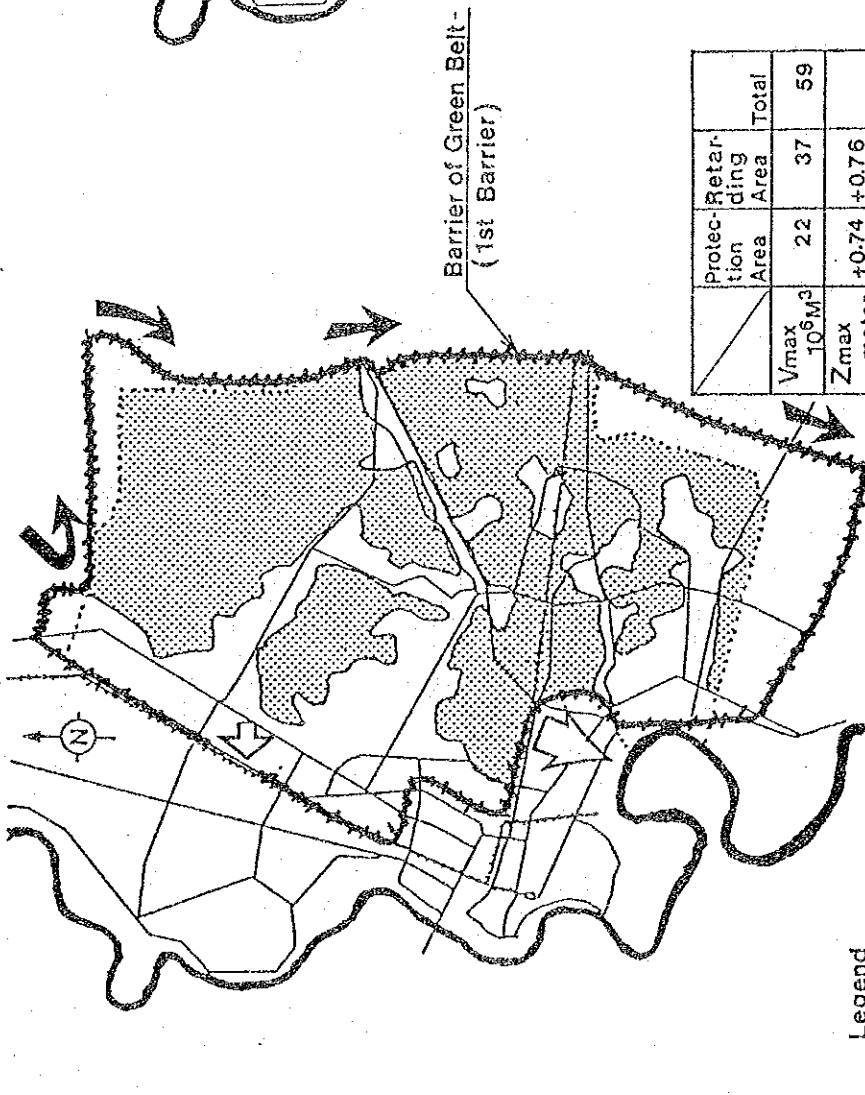 N
Barrier of Green Belt-
(1st Barrier)
Protec-
tion
Area
Retar-
ding
Area
Total
Vmax
10⁶M³
22
37
59
Zmax
+0.74
+0.76
Legend